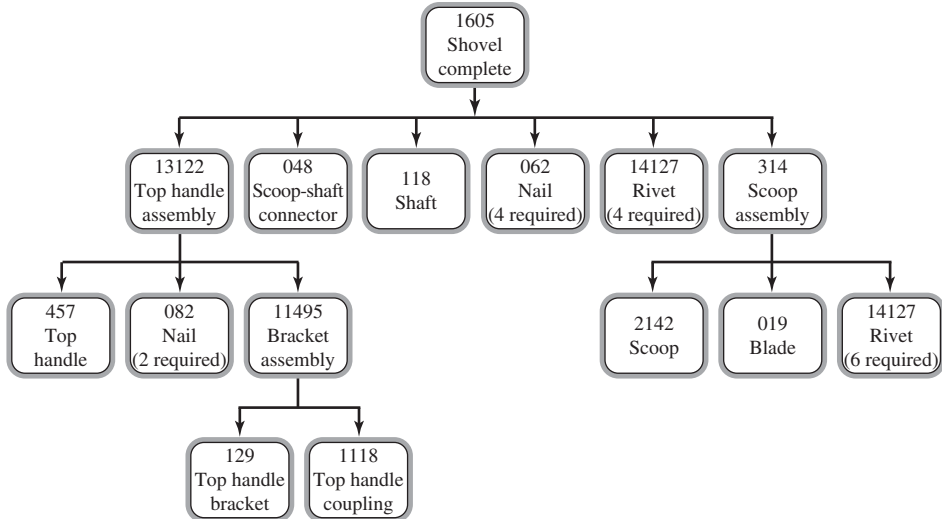 1605
Shovel
complete
13122
Top handle
assembly
048
Scoop-shaft
connector
118
Shaft
062
Nail
(4 required)
14127
Rivet
(4 required)
314
Scoop
assembly
457
Top
handle
082
Nail
(2 required)
11495
Bracket
assembly
2142
Scoop
019
Blade
14127
Rivet
(6 required)
129
Top handle
bracket
1118
Top handle
coupling